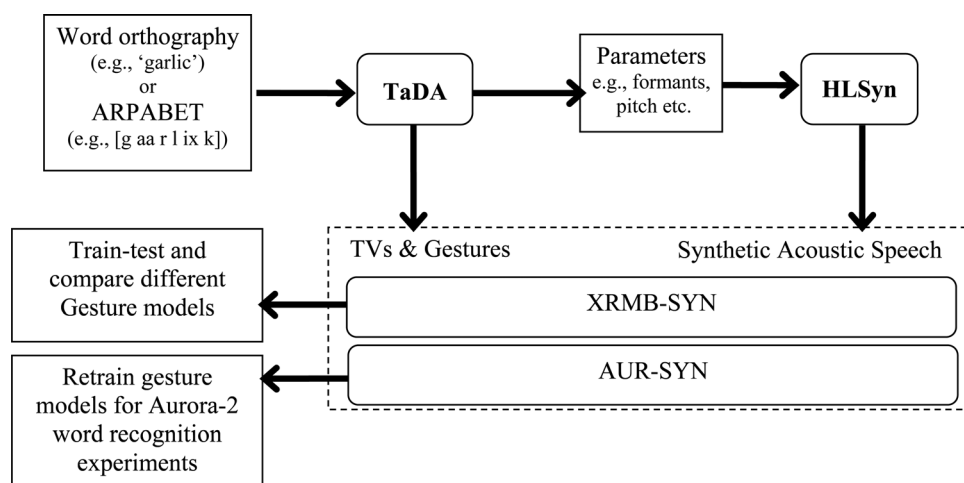 Word orthography
(e.g., ‘garlic’)
or
ARPABET
(e.g., [g aa r l ix k])
TaDA
Parameters
e.g., formants,
pitch etc.
HLSyn
TVs & Gestures
Synthetic Acoustic Speech
XRMB-SYN
AUR-SYN
Train-test and
compare different
Gesture models
Retrain gesture
models for Aurora-2
word recognition
experiments